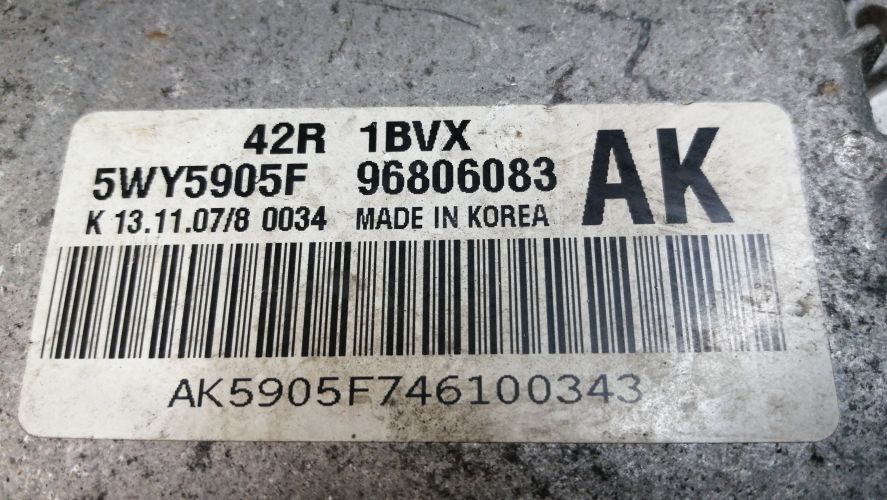 42R 1BVX
5WY5905F 96806083 AK
K 13.11.07/8 0034 MADE IN KOREA
AK5905F746100343